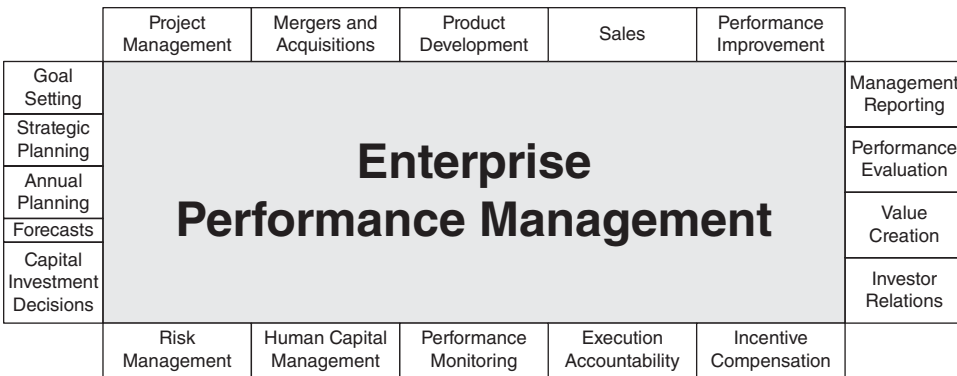 Project
Management
Mergers and
Acquisitions
Product
Development
Sales
Performance
Improvement
Goal
Setting
Strategic
Planning
Annual
Planning
Forecasts
Capital
Investment
Decisions
Enterprise
Performance Management
Management
Reporting
Performance
Evaluation
Value
Creation
Investor
Relations
Risk
Management
Human Capital
Management
Performance
Monitoring
Execution
Accountability
Incentive
Compensation